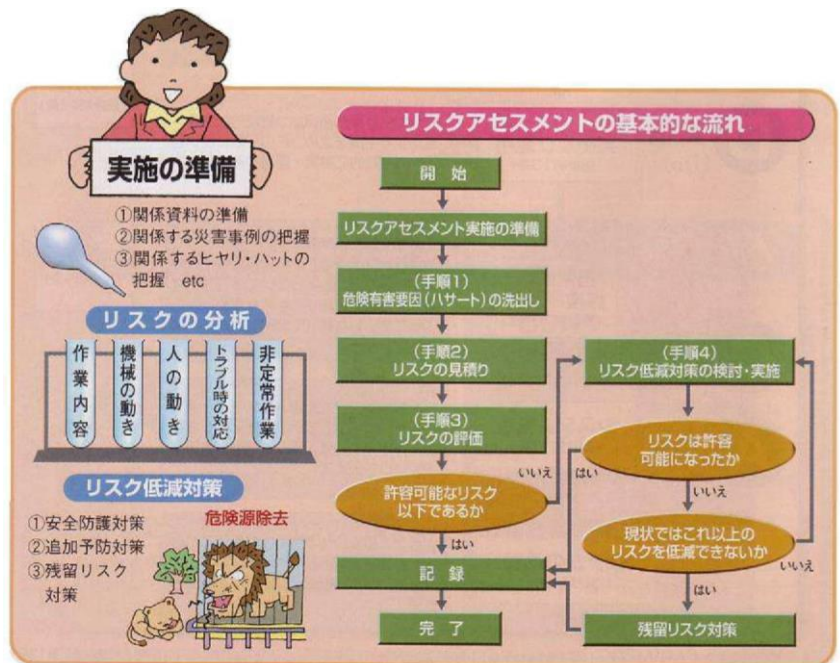 実施の準備
①関係資料の準備
②関係する災害事例の把握
③関係するヒヤリ・ハットの
把握 etc
リスクの分析
作業内容
機械の動き
人の動き
トラブル時の対応
非定常作業
リスク低減対策
①安全防護対策
②追加予防対策
③残留リスク
対策
危険源除去
リスクアセスメントの基本的な流れ
開始
リスクアセスメント実施の準備
(手順1)
危険有害要因(ハザード)の洗出し
(手順2)
リスクの見積り
(手順3)
リスクの評価
許容可能なリスク
以下であるか
いいえ
はい
記録
完了
(手順4)
リスク低減対策の検討・実施
リスクは許容
可能になったか
はい
いいえ
現状ではこれ以上の
リスクを低減できないか
いいえ
はい
残留リスク対策